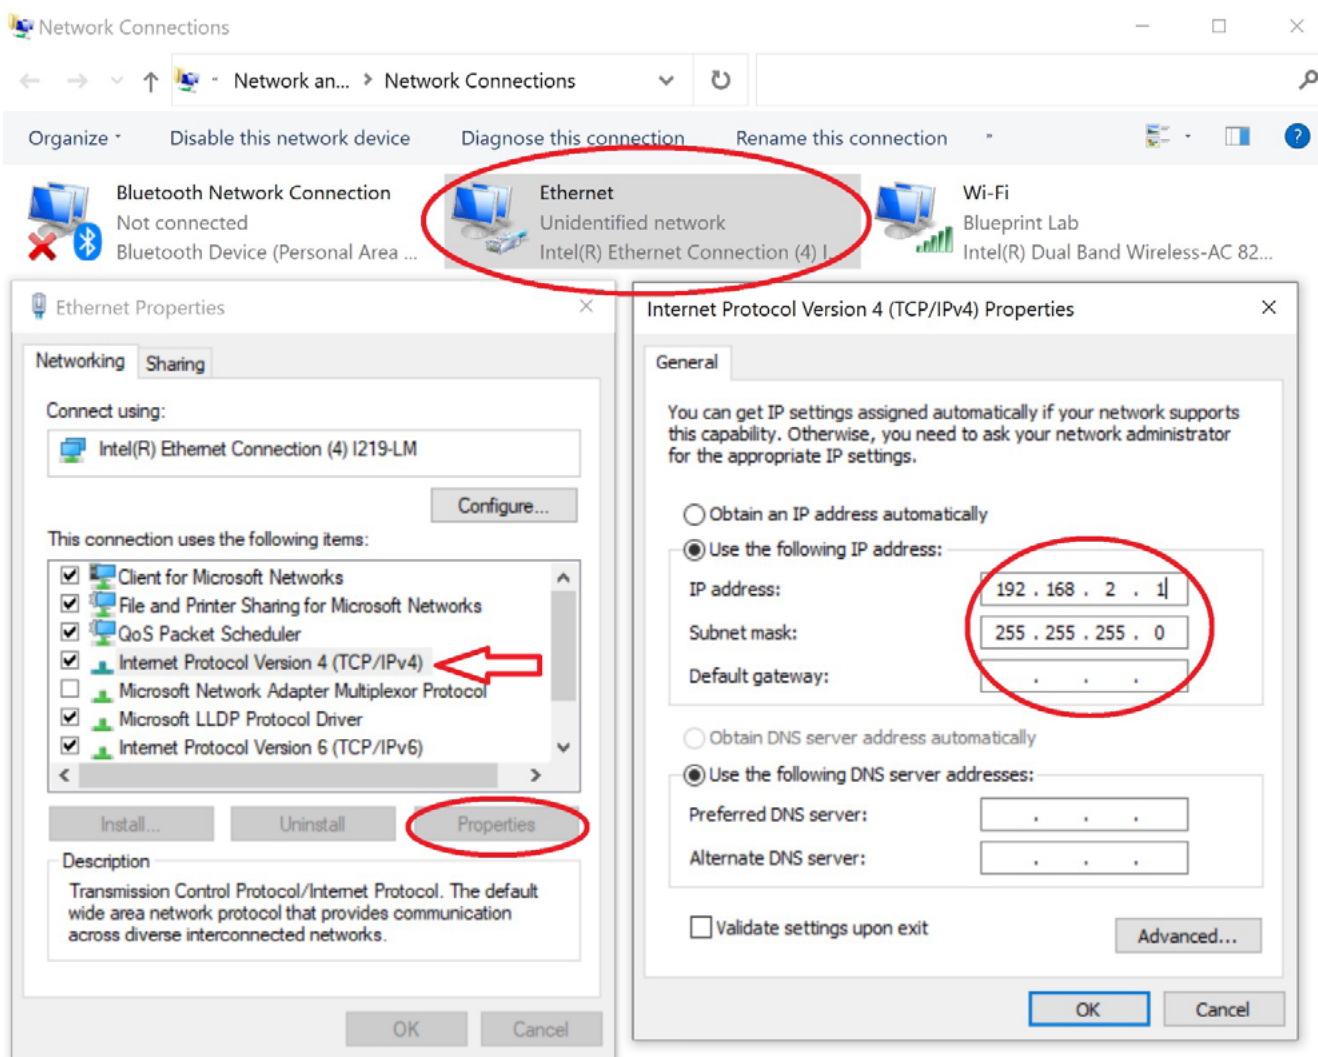 Network Connections
Network an... > Network Connections
Organize
Disable this network device
Diagnose this connection
Rename this connection
»
Bluetooth Network Connection
Not connected
Bluetooth Device (Personal Area ...
Ethernet
Unidentified network
Intel(R) Ethernet Connection (4) I...
Wi-Fi
Blueprint Lab
Intel(R) Dual Band Wireless-AC 82...
Ethernet Properties
Networking
Sharing
Connect using:
Intel(R) Ethernet Connection (4) I219-LM
Configure...
This connection uses the following items:
Client for Microsoft Networks
File and Printer Sharing for Microsoft Networks
QoS Packet Scheduler
Internet Protocol Version 4 (TCP/IPv4)
Microsoft Network Adapter Multiplexor Protocol
Microsoft LLDP Protocol Driver
Internet Protocol Version 6 (TCP/IPv6)
Install...
Uninstall
Properties
Description
Transmission Control Protocol/Internet Protocol. The default
wide area network protocol that provides communication
across diverse interconnected networks.
OK
Cancel
Internet Protocol Version 4 (TCP/IPv4) Properties
General
You can get IP settings assigned automatically if your network supports
this capability. Otherwise, you need to ask your network administrator
for the appropriate IP settings.
Obtain an IP address automatically
Use the following IP address:
IP address:
192 . 168 . 2 . 1
Subnet mask:
255 . 255 . 255 . 0
Default gateway:
. . .
Obtain DNS server address automatically
Use the following DNS server addresses:
Preferred DNS server:
. . .
Alternate DNS server:
. . .
Validate settings upon exit
Advanced...
OK
Cancel